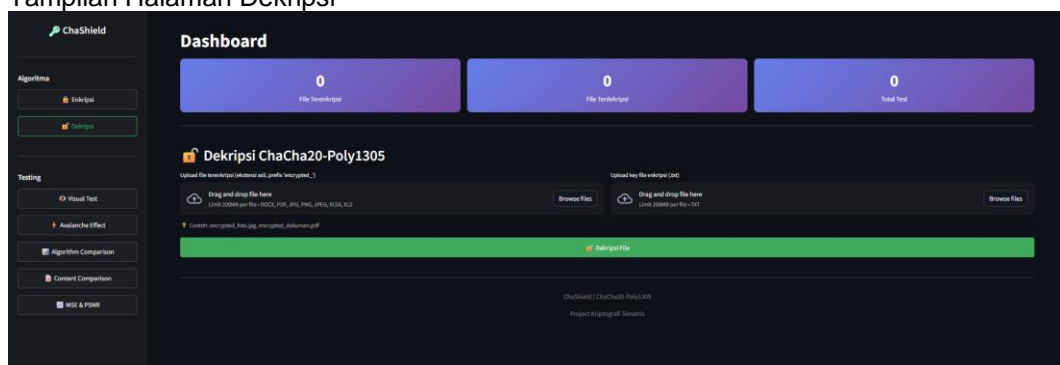 Tampilan Halaman Dekripsi
ChaShield
Algoritma
Enkripsi
Dekripsi
Testing
Visual Test
Avalanche Effect
Algorithm Comparison
Content Comparison
MSE & PSNR
Dashboard
0
File Terenkripsi
0
File Terdekripsi
0
Total Test
Dekripsi ChaCha20-Poly1305
Upload file terenkripsi (ekstensi asli, prefix 'encrypted_')
Drag and drop file here
Limit 200MB per file • DOCX, PDF, JPG, PNG, JPEG, XLSX, XLS
Browse files
Upload key file enkripsi (.txt)
Drag and drop file here
Limit 200MB per file • TXT
Browse files
Contoh: encrypted_foto.jpg, encrypted_dokumen.pdf
Dekripsi File
ChaShield | ChaCha20-Poly1305
Project Kriptografi Simetris